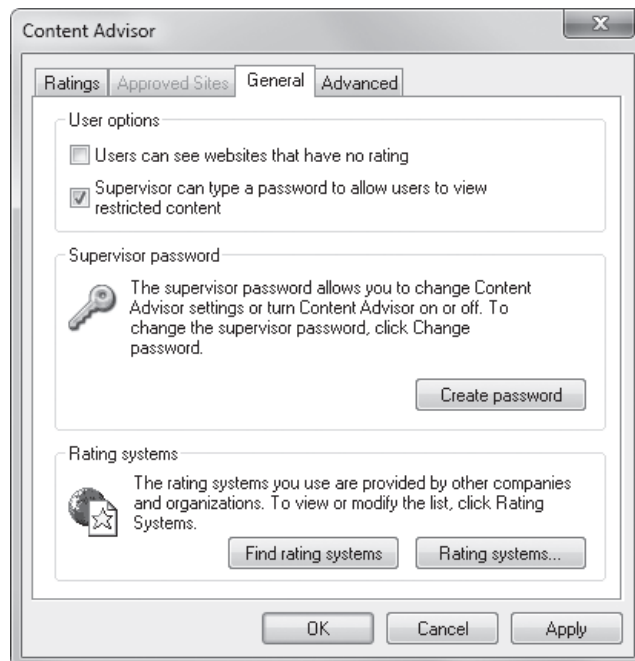 Content Advisor
Ratings Approved Sites General Advanced
User options
Users can see websites that have no rating
Supervisor can type a password to allow users to view
restricted content
Supervisor password
The supervisor password allows you to change Content
Advisor settings or turn Content Advisor on or off. To
change the supervisor password, click Change
password.
Create password
Rating systems
The rating systems you use are provided by other companies
and organizations. To view or modify the list, click Rating
Systems.
Find rating systems Rating systems...
OK Cancel Apply